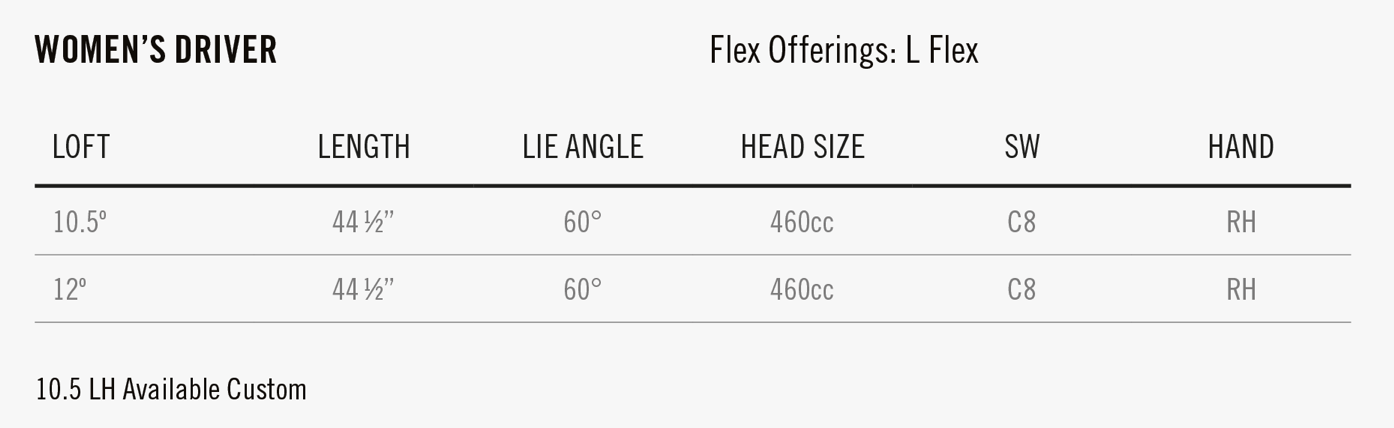 WOMEN’S DRIVER Flex Offerings: L Flex
LOFT LENGTH LIE ANGLE HEAD SIZE SW HAND
10.5º 44 ½” 60° 460cc C8 RH
12º 44 ½” 60° 460cc C8 RH
10.5 LH Available Custom